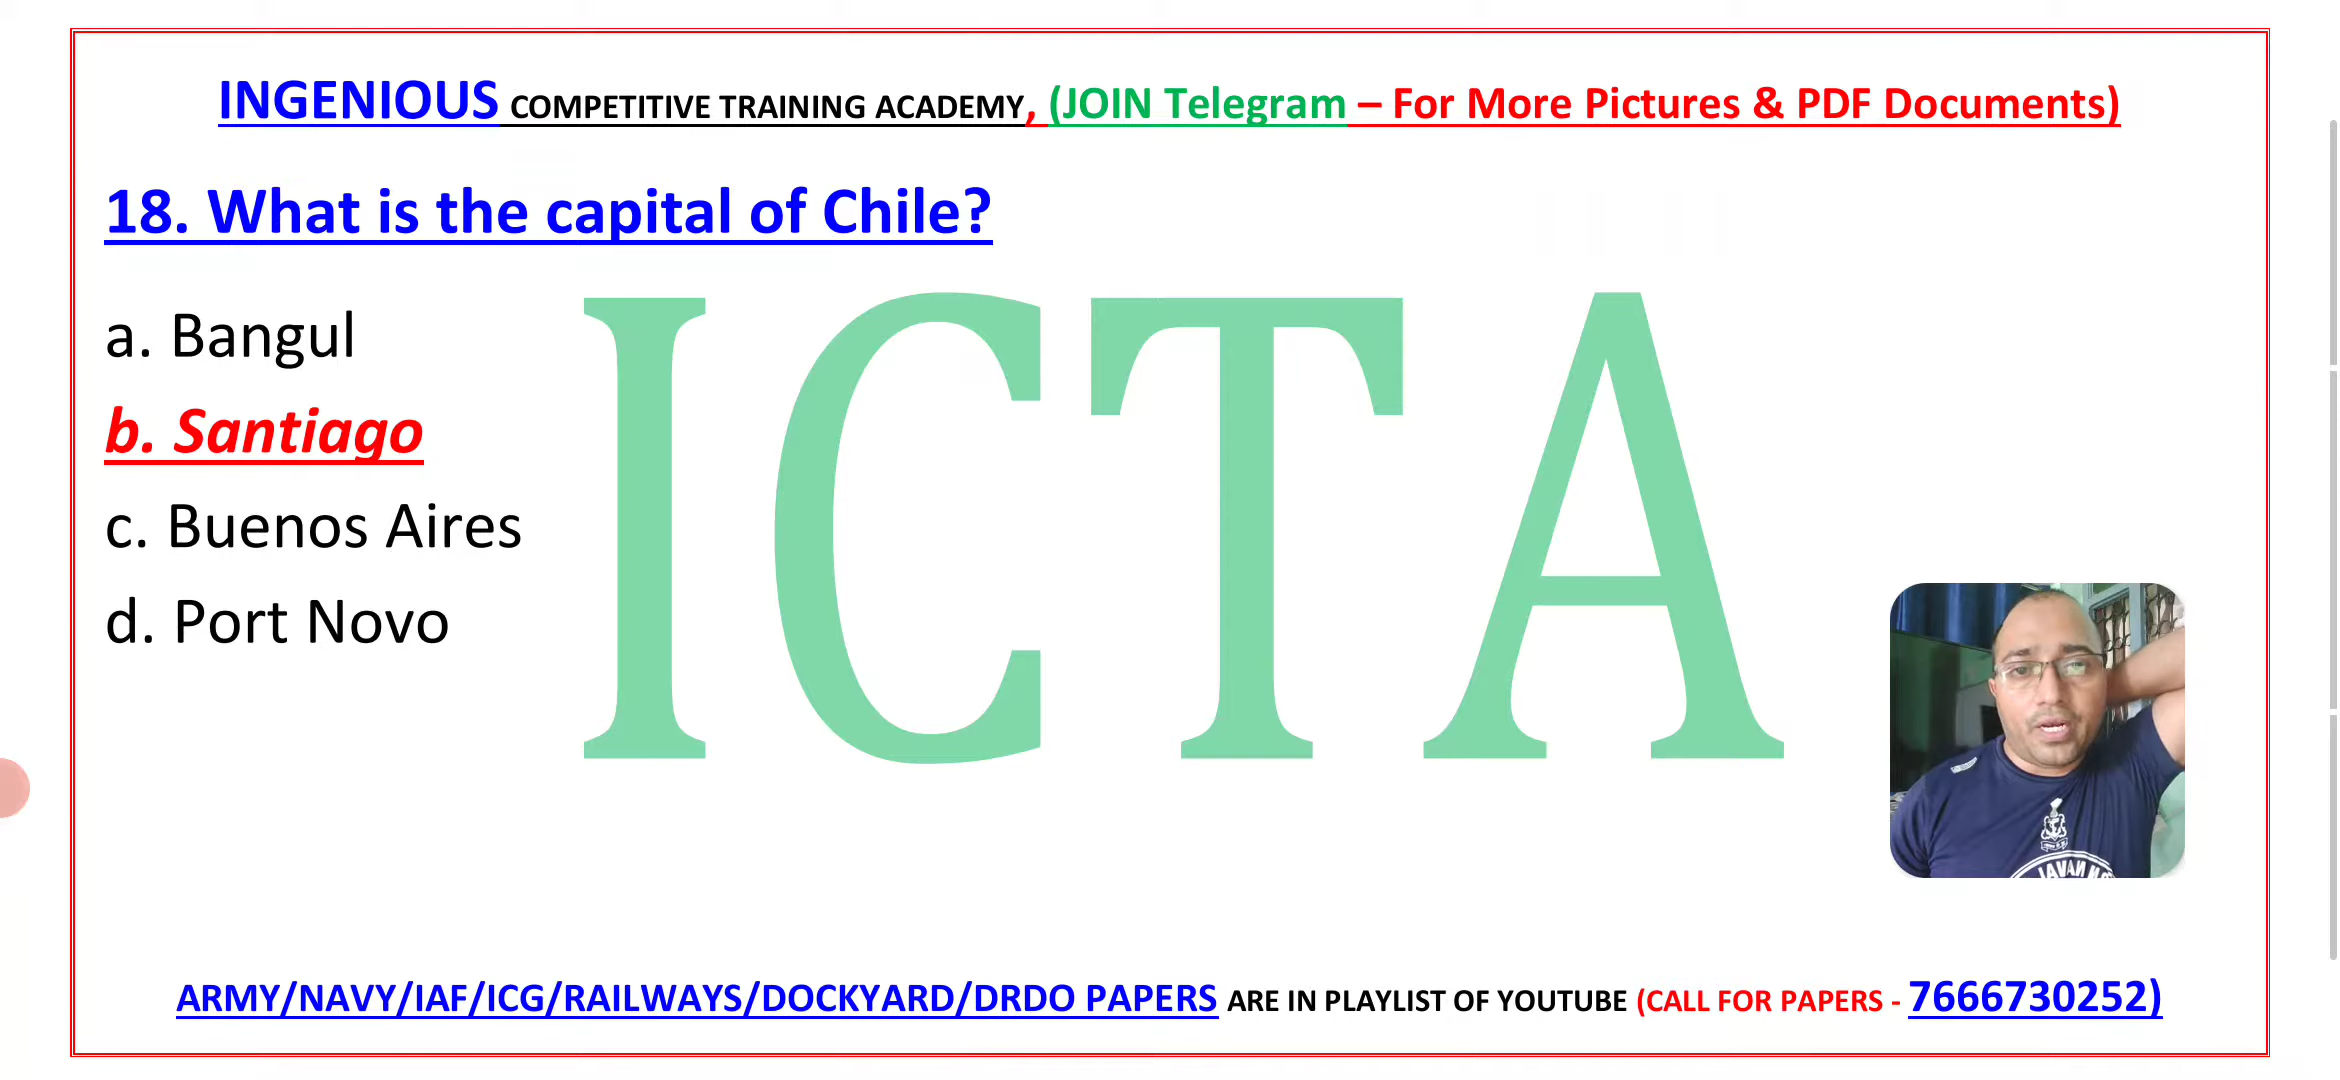 INGENIOUS COMPETITIVE TRAINING ACADEMY, (JOIN Telegram – For More Pictures & PDF Documents)
18. What is the capital of Chile?
a. Bangul
b. Santiago
c. Buenos Aires
d. Port Novo
ICTA
ARMY/NAVY/IAF/ICG/RAILWAYS/DOCKYARD/DRDO PAPERS ARE IN PLAYLIST OF YOUTUBE (CALL FOR PAPERS - 7666730252)